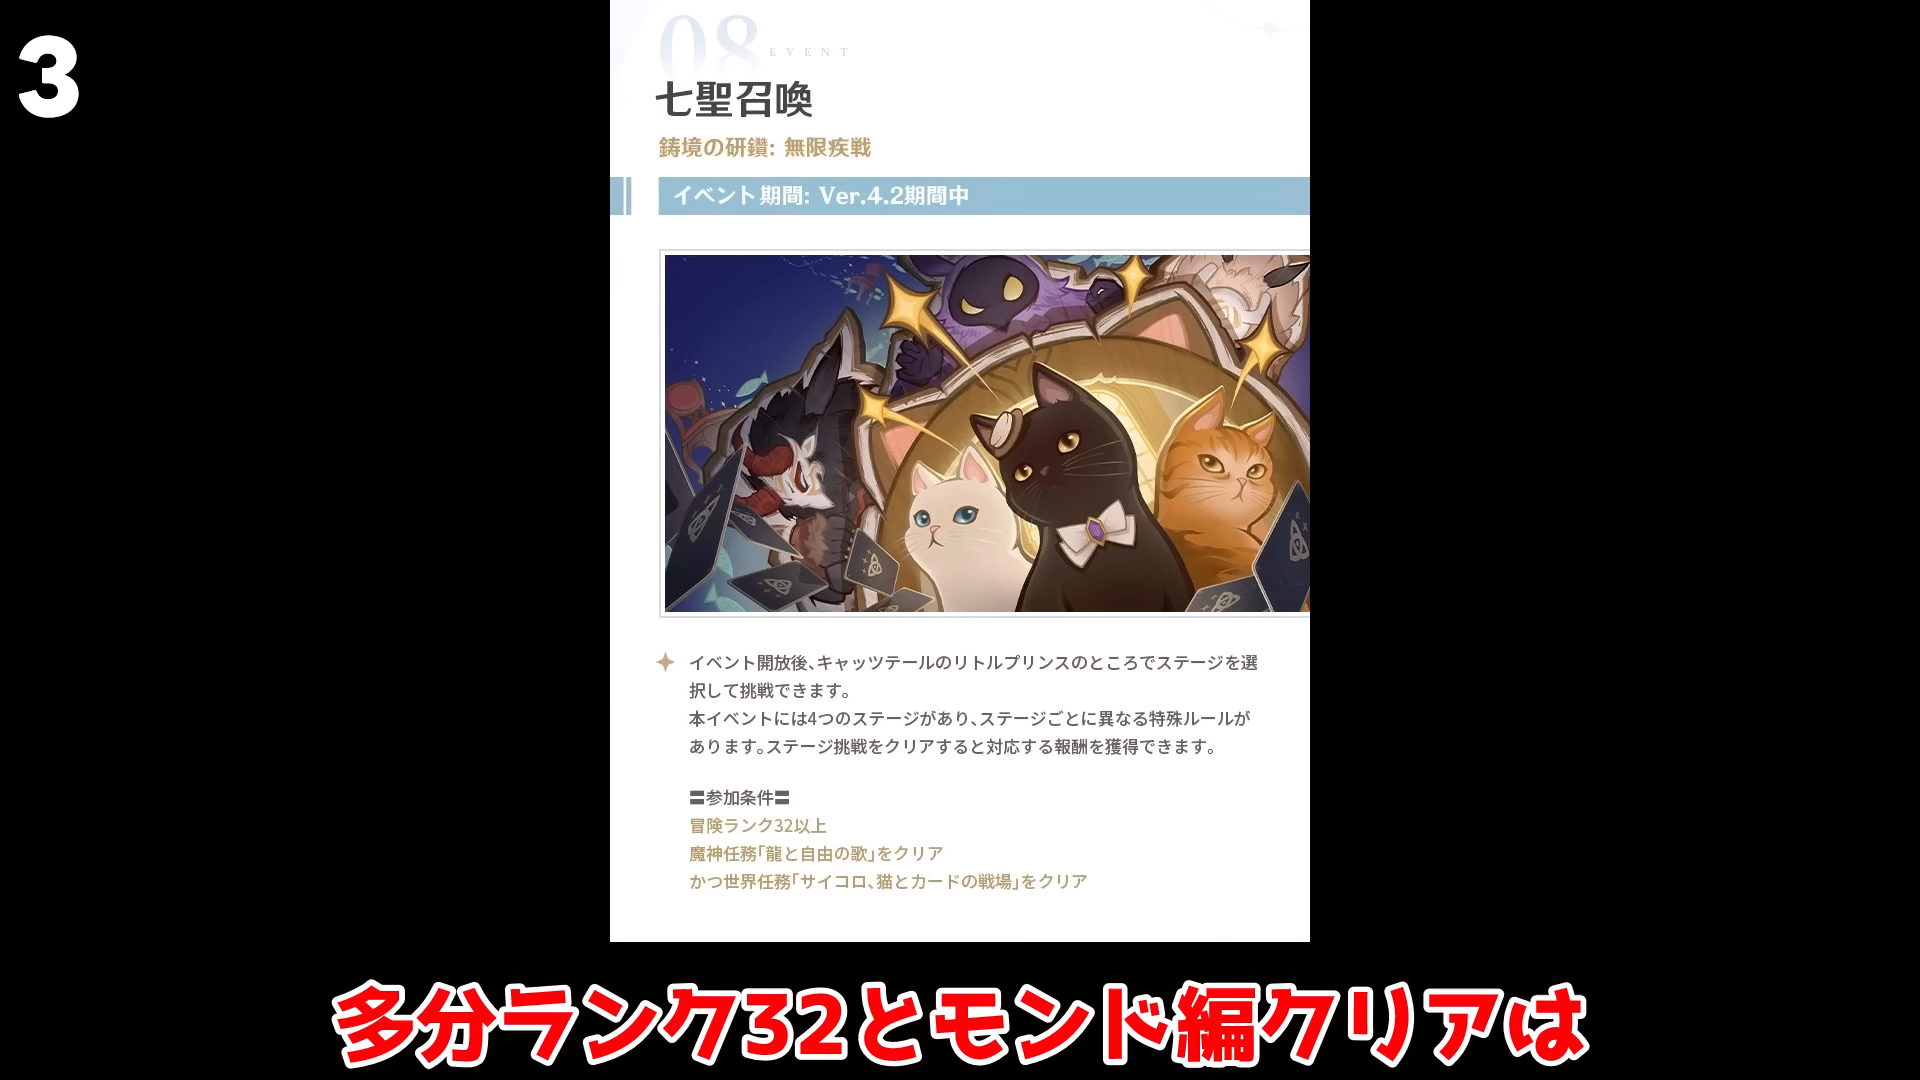 3
08
EVENT
七聖召喚
鋳境の研鑽: 無限疾戦
イベント期間: Ver.4.2期間中
イベント開放後、キャッツテールのリトルプリンスのところでステージを選
択して挑戦できます。
本イベントには4つのステージがあり、ステージごとに異なる特殊ルールが
あります。ステージ挑戦をクリアすると対応する報酬を獲得できます。
〓参加条件〓
冒険ランク32以上
魔神任務「龍と自由の歌」をクリア
かつ世界任務「サイコロ、猫とカードの戦場」をクリア
多分ランク32とモンド編クリアは